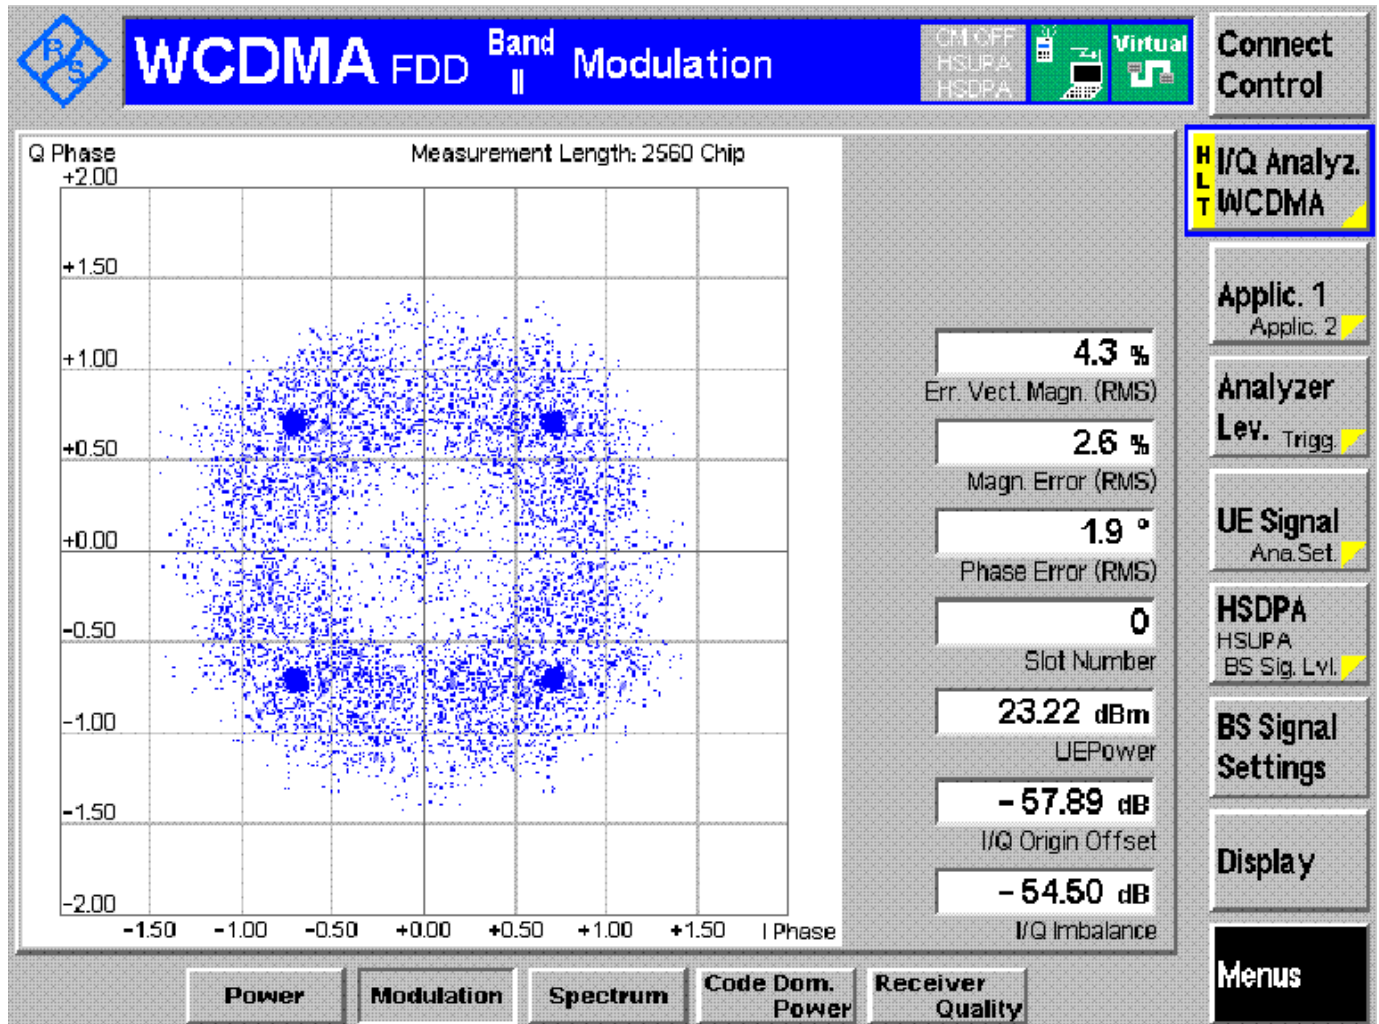 R&S
WCDMA FDD Band II Modulation
CM OFF
HSUPA
HSDPA
Virtual
Connect
Control
Q Phase
Measurement Length: 2560 Chip
+2.00
+1.50
+1.00
+0.50
+0.00
-0.50
-1.00
-1.50
-2.00
-1.50 -1.00 -0.50 +0.00 +0.50 +1.00 +1.50 I Phase
4.3 %
Err. Vect. Magn. (RMS)
2.6 %
Magn. Error (RMS)
1.9 °
Phase Error (RMS)
0
Slot Number
23.22 dBm
UEPower
-57.89 dB
I/Q Origin Offset
-54.50 dB
I/Q Imbalance
HLT
I/Q Analyz.
WCDMA
Applic. 1
Applic. 2
Analyzer
Lev. Trigg.
UE Signal
Ana.Set.
HSDPA
HSUPA
BS Sig. Lvl.
BS Signal
Settings
Display
Menus
Power
Modulation
Spectrum
Code Dom.
Power
Receiver
Quality